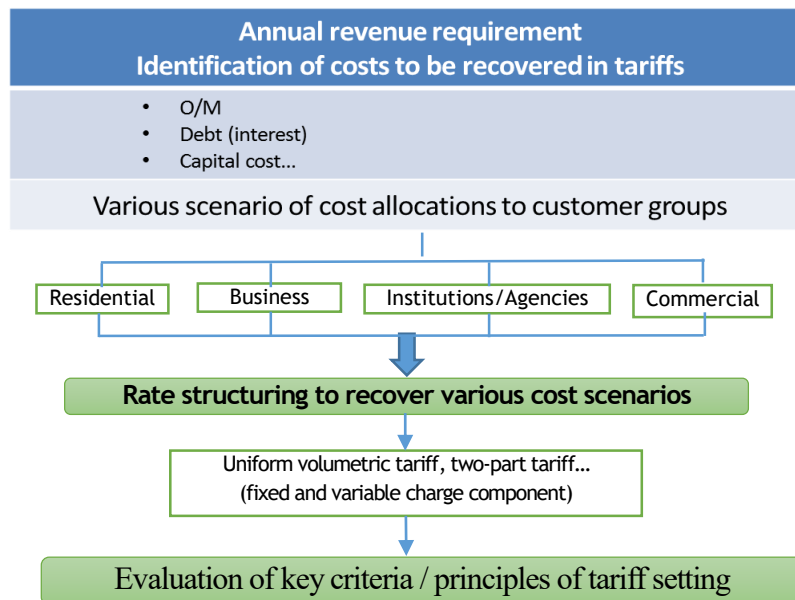 Annual revenue requirement
Identification of costs to be recovered in tariffs
• O/M
• Debt (interest)
• Capital cost...
Various scenario of cost allocations to customer groups
Residential
Business
Institutions/Agencies
Commercial
Rate structuring to recover various cost scenarios
Uniform volumetric tariff, two-part tariff...
(fixed and variable charge component)
Evaluation of key criteria / principles of tariff setting